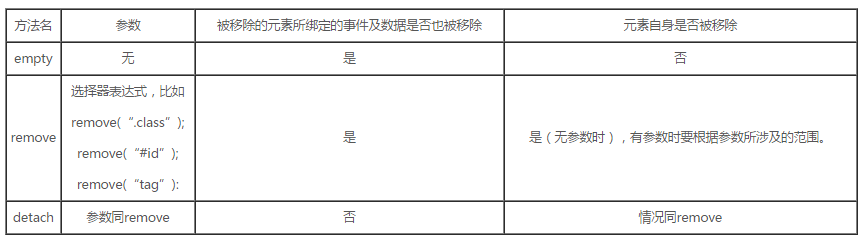 方法名 参数 被移除的元素所绑定的事件及数据是否也被移除 元素自身是否被移除
empty 无 是 否
选择器表达式，比如
remove(“.class”);
remove 是 是（无参数时），有参数时要根据参数所涉及的范围。
remove(“#id”);
remove(“tag”):
detach 参数同remove 否 情况同remove